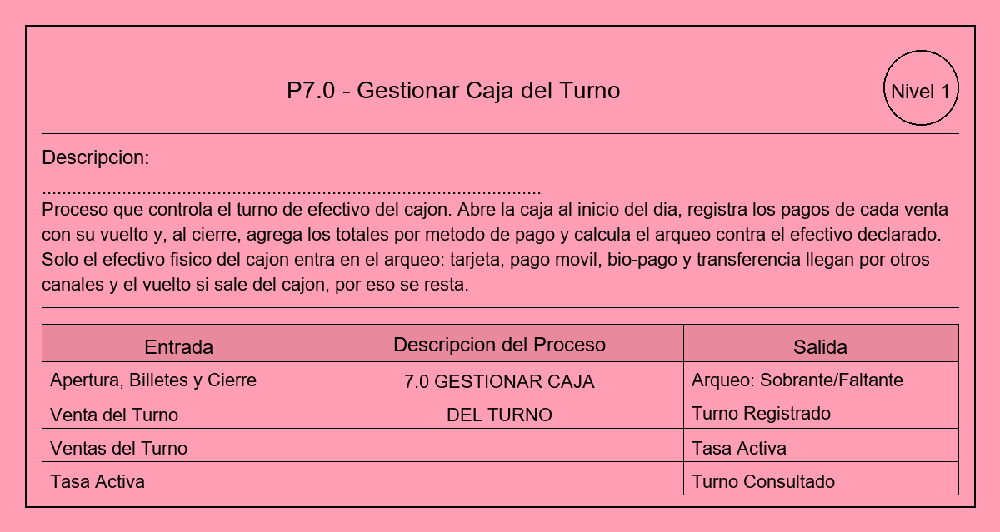 P7.0 - Gestionar Caja del Turno
Nivel 1
Descripcion:
....................................................................................................
Proceso que controla el turno de efectivo del cajon. Abre la caja al inicio del dia, registra los pagos de cada venta
con su vuelto y, al cierre, agrega los totales por metodo de pago y calcula el arqueo contra el efectivo declarado.
Solo el efectivo fisico del cajon entra en el arqueo: tarjeta, pago movil, bio-pago y transferencia llegan por otros
canales y el vuelto si sale del cajon, por eso se resta.
Entrada Descripcion del Proceso Salida
Apertura, Billetes y Cierre 7.0 GESTIONAR CAJA Arqueo: Sobrante/Faltante
Venta del Turno DEL TURNO Turno Registrado
Ventas del Turno Tasa Activa
Tasa Activa Turno Consultado